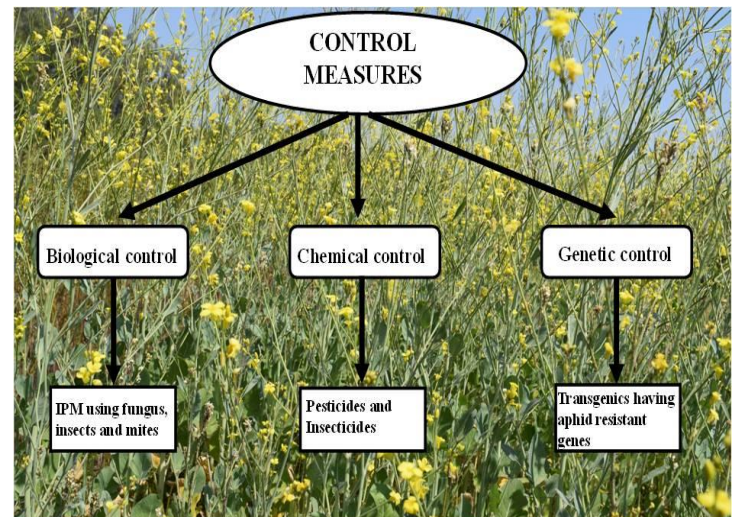 CONTROL
MEASURES
Biological control
Chemical control
Genetic control
IPM using fungus,
insects and mites
Pesticides and
Insecticides
Transgenics having
aphid resistant
genes